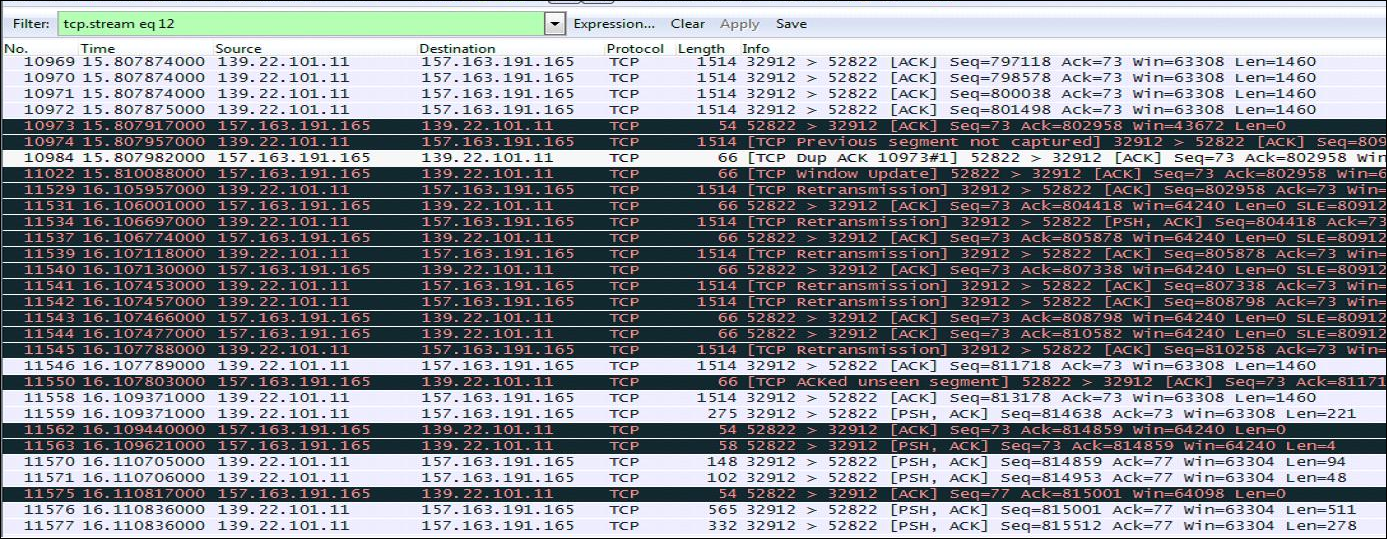 Filter: tcp.stream eq 12 Expression... Clear Apply Save
No. Time Source Destination Protocol Length Info
10969 15.807874000 139.22.101.11 157.163.191.165 TCP 1514 32912 > 52822 [ACK] Seq=797118 Ack=73 Win=63308 Len=1460
10970 15.807874000 139.22.101.11 157.163.191.165 TCP 1514 32912 > 52822 [ACK] Seq=798578 Ack=73 Win=63308 Len=1460
10971 15.807874000 139.22.101.11 157.163.191.165 TCP 1514 32912 > 52822 [ACK] Seq=800038 Ack=73 Win=63308 Len=1460
10972 15.807875000 139.22.101.11 157.163.191.165 TCP 1514 32912 > 52822 [ACK] Seq=801498 Ack=73 Win=63308 Len=1460
10973 15.807917000 157.163.191.165 139.22.101.11 TCP 54 52822 > 32912 [ACK] Seq=73 Ack=802958 Win=43672 Len=0
10974 15.807957000 139.22.101.11 157.163.191.165 TCP 1514 [TCP Previous segment not captured] 32912 > 52822 [ACK] Seq=809
10984 15.807982000 157.163.191.165 139.22.101.11 TCP 66 [TCP Dup ACK 10973#1] 52822 > 32912 [ACK] Seq=73 Ack=802958 Win
11022 15.810088000 157.163.191.165 139.22.101.11 TCP 66 [TCP Window Update] 52822 > 32912 [ACK] Seq=73 Ack=802958 Win=6
11529 16.105957000 139.22.101.11 157.163.191.165 TCP 1514 [TCP Retransmission] 32912 > 52822 [ACK] Seq=802958 Ack=73 Win=
11531 16.106001000 157.163.191.165 139.22.101.11 TCP 66 52822 > 32912 [ACK] Seq=73 Ack=804418 Win=64240 Len=0 SLE=80912
11534 16.106697000 139.22.101.11 157.163.191.165 TCP 1514 [TCP Retransmission] 32912 > 52822 [PSH, ACK] Seq=804418 Ack=73
11537 16.106774000 157.163.191.165 139.22.101.11 TCP 66 52822 > 32912 [ACK] Seq=73 Ack=805878 Win=64240 Len=0 SLE=80912
11539 16.107118000 139.22.101.11 157.163.191.165 TCP 1514 [TCP Retransmission] 32912 > 52822 [ACK] Seq=805878 Ack=73 Win=
11540 16.107130000 157.163.191.165 139.22.101.11 TCP 66 52822 > 32912 [ACK] Seq=73 Ack=807338 Win=64240 Len=0 SLE=80912
11541 16.107453000 139.22.101.11 157.163.191.165 TCP 1514 [TCP Retransmission] 32912 > 52822 [ACK] Seq=807338 Ack=73 Win=
11542 16.107457000 139.22.101.11 157.163.191.165 TCP 1514 [TCP Retransmission] 32912 > 52822 [ACK] Seq=808798 Ack=73 Win=
11543 16.107466000 157.163.191.165 139.22.101.11 TCP 66 52822 > 32912 [ACK] Seq=73 Ack=808798 Win=64240 Len=0 SLE=80912
11544 16.107477000 157.163.191.165 139.22.101.11 TCP 66 52822 > 32912 [ACK] Seq=73 Ack=810582 Win=64240 Len=0 SLE=80912
11545 16.107788000 139.22.101.11 157.163.191.165 TCP 1514 [TCP Retransmission] 32912 > 52822 [ACK] Seq=810258 Ack=73 Win=
11546 16.107789000 139.22.101.11 157.163.191.165 TCP 1514 32912 > 52822 [ACK] Seq=811718 Ack=73 Win=63308 Len=1460
11550 16.107803000 157.163.191.165 139.22.101.11 TCP 66 [TCP ACKed unseen segment] 52822 > 32912 [ACK] Seq=73 Ack=81171
11558 16.109371000 139.22.101.11 157.163.191.165 TCP 1514 32912 > 52822 [ACK] Seq=813178 Ack=73 Win=63308 Len=1460
11559 16.109371000 139.22.101.11 157.163.191.165 TCP 275 32912 > 52822 [PSH, ACK] Seq=814638 Ack=73 Win=63308 Len=221
11562 16.109440000 157.163.191.165 139.22.101.11 TCP 54 52822 > 32912 [ACK] Seq=73 Ack=814859 Win=64240 Len=0
11563 16.109621000 157.163.191.165 139.22.101.11 TCP 58 52822 > 32912 [PSH, ACK] Seq=73 Ack=814859 Win=64240 Len=4
11570 16.110705000 139.22.101.11 157.163.191.165 TCP 148 32912 > 52822 [PSH, ACK] Seq=814859 Ack=77 Win=63304 Len=94
11571 16.110706000 139.22.101.11 157.163.191.165 TCP 102 32912 > 52822 [PSH, ACK] Seq=814953 Ack=77 Win=63304 Len=48
11575 16.110817000 157.163.191.165 139.22.101.11 TCP 54 52822 > 32912 [ACK] Seq=77 Ack=815001 Win=64098 Len=0
11576 16.110836000 139.22.101.11 157.163.191.165 TCP 565 32912 > 52822 [PSH, ACK] Seq=815001 Ack=77 Win=63304 Len=511
11577 16.110836000 139.22.101.11 157.163.191.165 TCP 332 32912 > 52822 [PSH, ACK] Seq=815512 Ack=77 Win=63304 Len=278